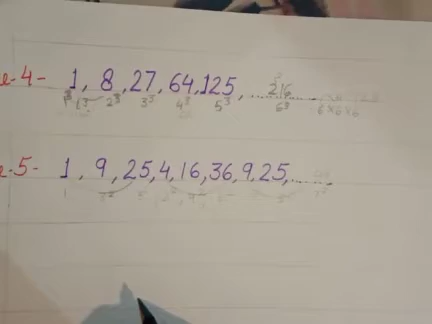 e-4- 1, 8, 27, 64, 125, ........ 216
1³ 2³ 3³ 4³ 5³ 6³ 6×6×6
e-5- 1, 9, 25, 4, 16, 36, 9, 25, ........